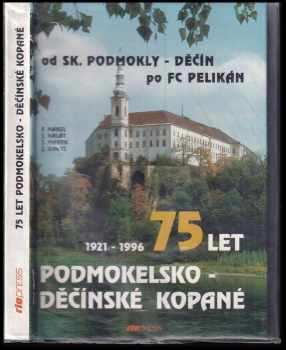 75 LET PODMOKELSKO - DĚČÍNSKÉ KOPANÉ
riopress
od SK. PODMOKLY - DĚČÍN
po FC PELIKÁN
1921 - 1996 75 LET
PODMOKELSKO -
DĚČÍNSKÉ KOPANÉ
riopress